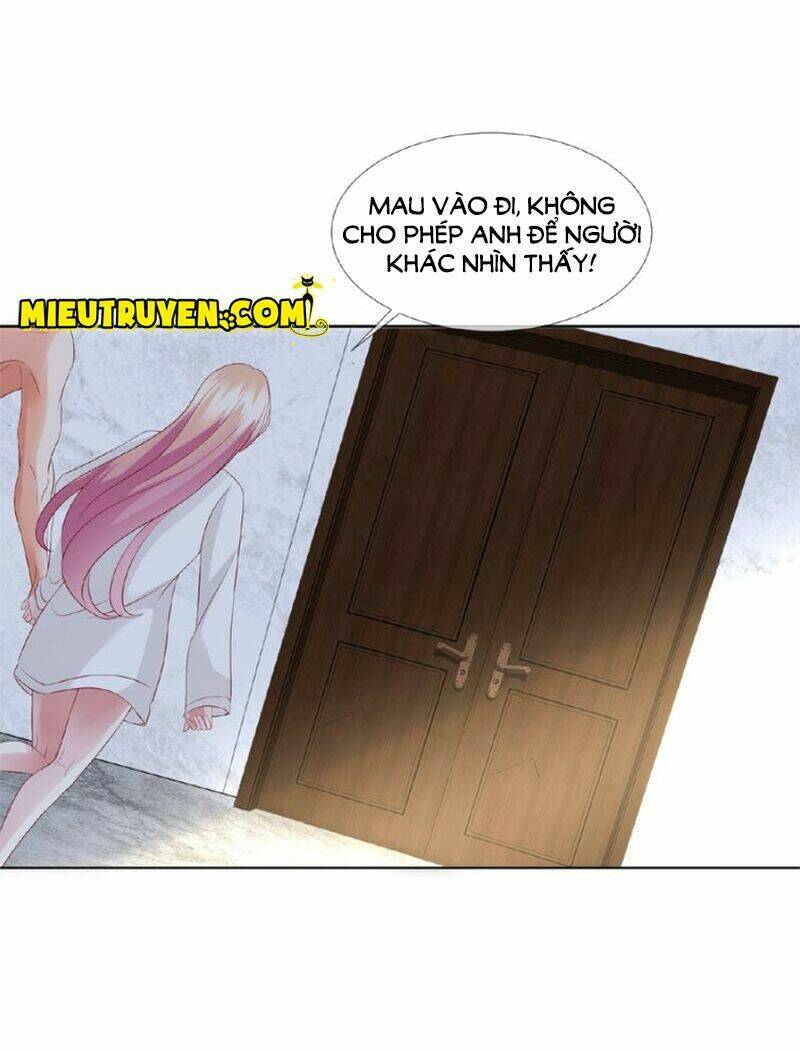 MAU VÀO ĐI, KHÔNG
CHO PHÉP ANH ĐỂ NGƯỜI
KHÁC NHÌN THẤY!
MIEUTRUYEN.COM